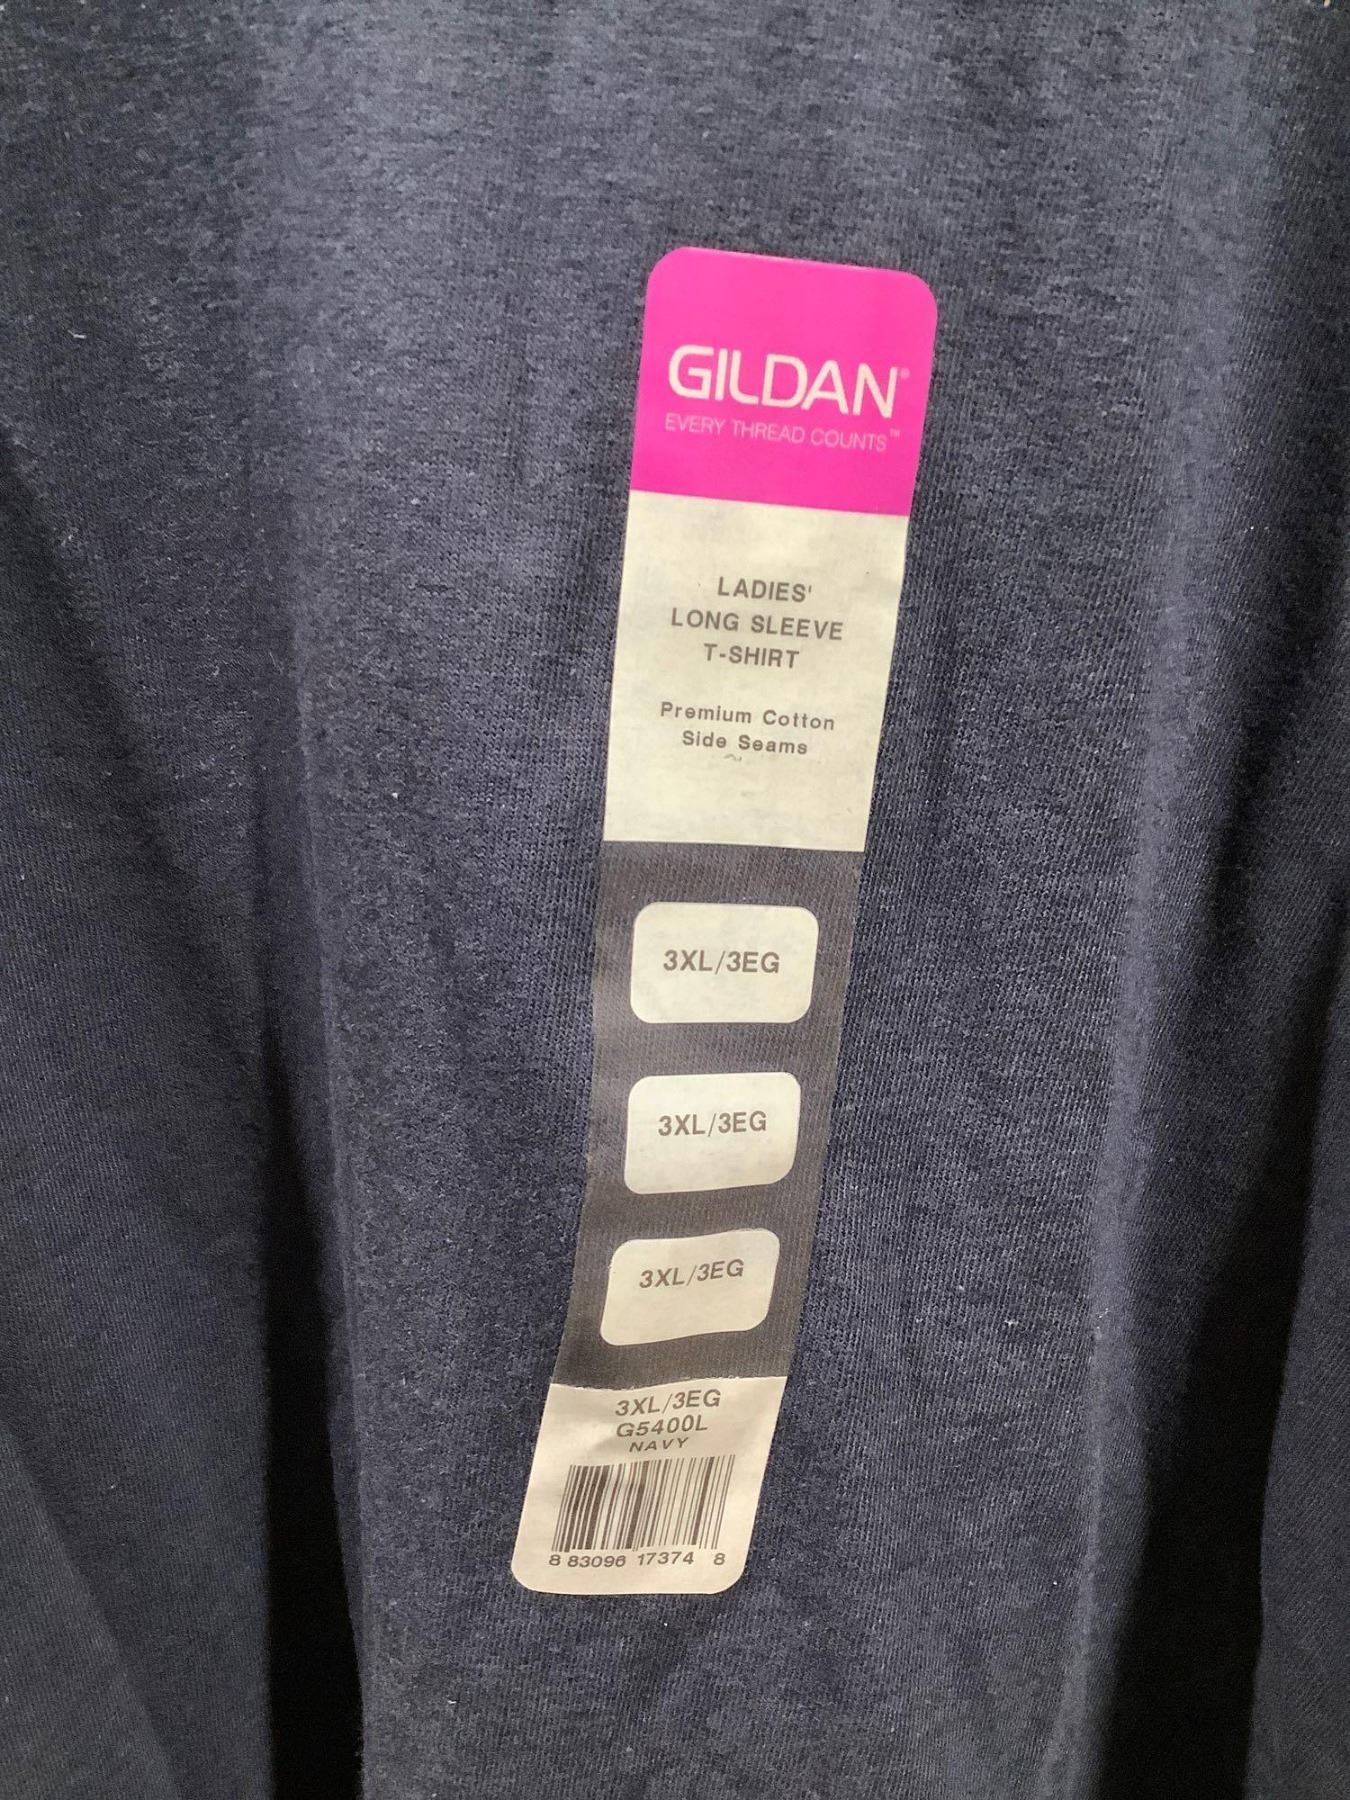 GILDAN®
EVERY THREAD COUNTS™
LADIES'
LONG SLEEVE
T-SHIRT
Premium Cotton
Side Seams
3XL/3EG
3XL/3EG
3XL/3EG
3XL/3EG
G5400L
NAVY
8 83096 17374 8